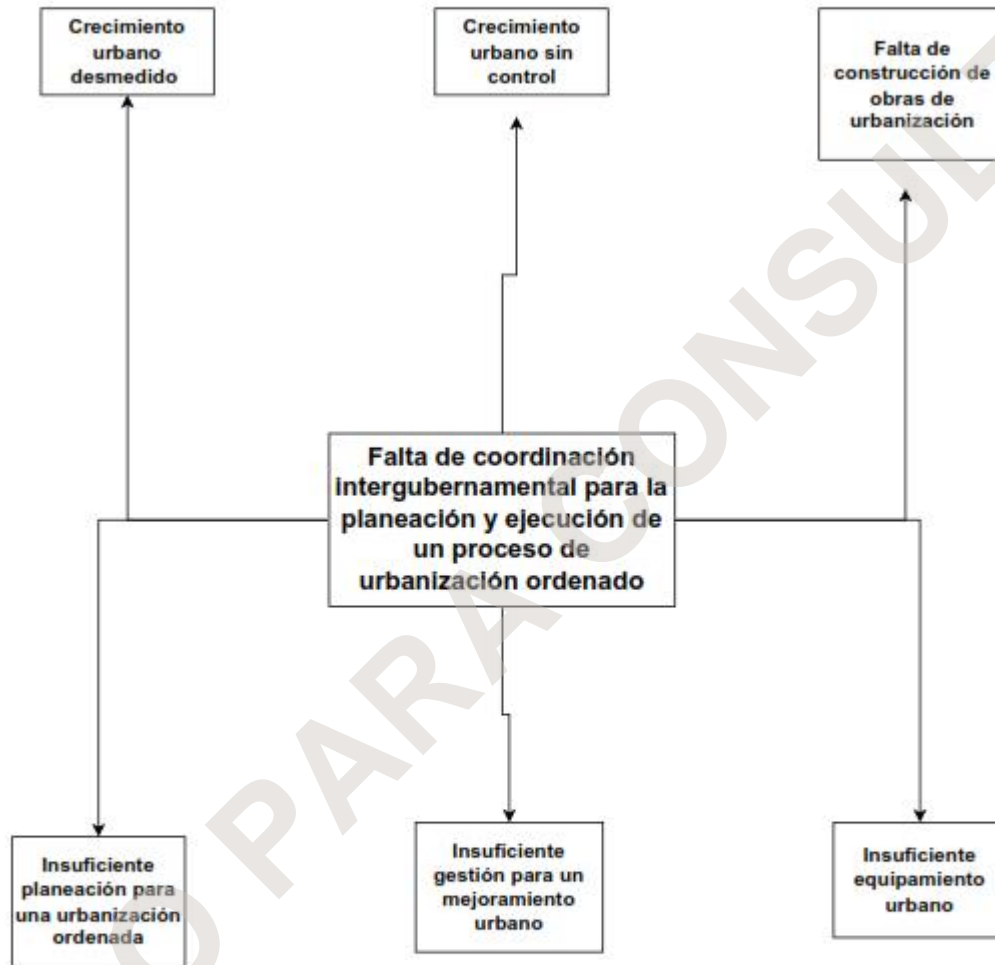 Crecimiento
urbano
desmedido
Crecimiento
urbano sin
control
Falta de
construcción de
obras de
urbanización
Falta de coordinación
intergubernamental para la
planeación y ejecución de
un proceso de
urbanización ordenado
Insuficiente
planeación para
una urbanización
ordenada
Insuficiente
gestión para un
mejoramiento
urbano
Insuficiente
equipamiento
urbano
O PARA CONSUL